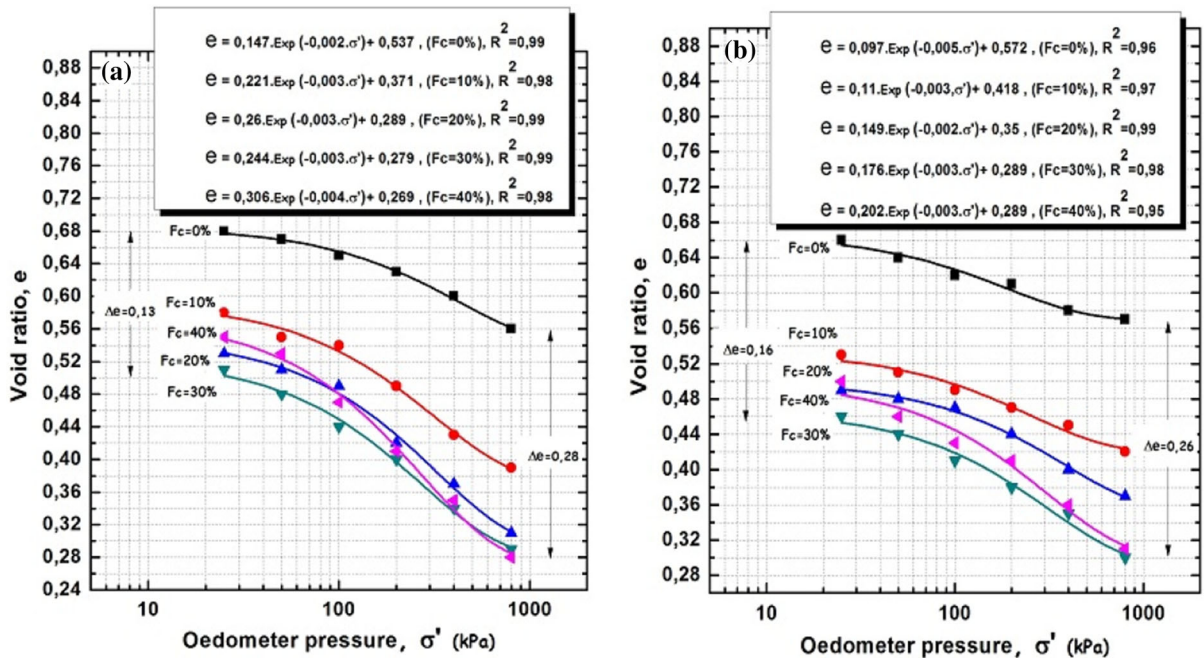 (a)
e = 0,147.Exp (-0,002.σ')+ 0,537 , (Fc=0%), R²=0,99
e = 0,221.Exp (-0,003.σ')+ 0,371 , (Fc=10%), R²=0,98
e = 0,26.Exp (-0,003.σ')+ 0,289 , (Fc=20%), R²=0,99
e = 0,244.Exp (-0,003.σ')+ 0,279 , (Fc=30%), R²=0,99
e = 0,306.Exp (-0,004.σ')+ 0,269 , (Fc=40%), R²=0,98
0,88
0,84
0,80
0,76
0,72
0,68
0,64
0,60
0,56
0,52
0,48
0,44
0,40
0,36
0,32
0,28
0,24
Void ratio, e
Fc=0%
Fc=10%
Δe=0,13
Fc=40%
Fc=20%
Fc=30%
Δe=0,28
10
100
1000
Oedometer pressure, σ' (kPa)
(b)
e = 0,097.Exp (-0,005.σ')+ 0,572 , (Fc=0%), R²=0,96
e = 0,11.Exp (-0,003,σ')+ 0,418 , (Fc=10%), R²=0,97
e = 0,149.Exp (-0,002.σ')+ 0,35 , (Fc=20%), R²=0,99
e = 0,176.Exp (-0,003.σ')+ 0,289 , (Fc=30%), R²=0,98
e = 0,202.Exp (-0,003.σ')+ 0,289 , (Fc=40%), R²=0,95
0,88
0,84
0,80
0,76
0,72
0,68
0,64
0,60
0,56
0,52
0,48
0,44
0,40
0,36
0,32
0,28
Void ratio, e
Fc=0%
Fc=10%
Δe=0,16
Fc=20%
Fc=40%
Fc=30%
Δe=0,26
10
100
1000
Oedometer pressure, σ' (kPa)